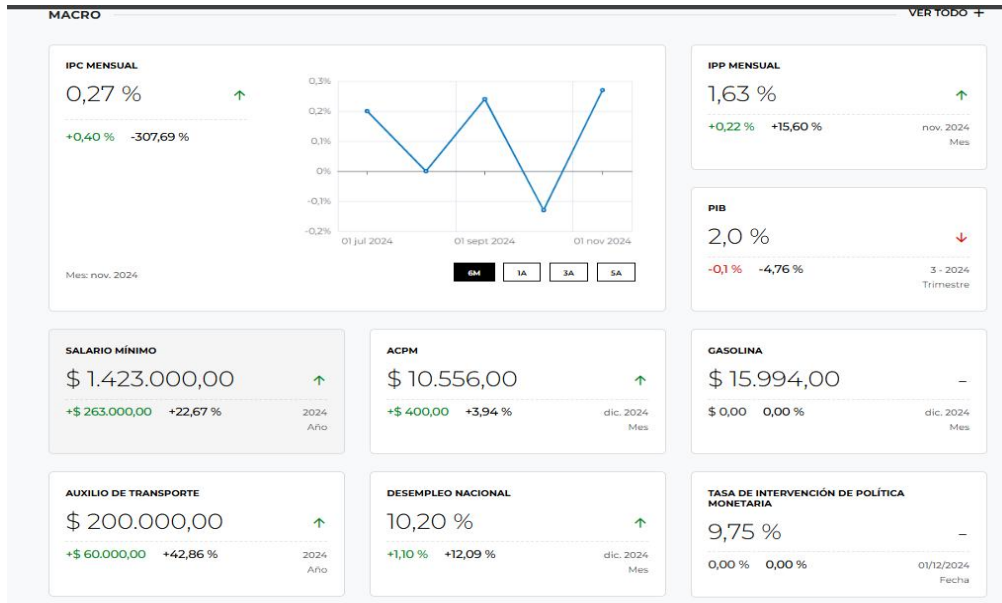 MACRO
VER TODO +
IPC MENSUAL
0,27 %
+0,40 % -307,69 %
Mes: nov. 2024
0,3%
0,2%
0,1%
0%
-0,1%
-0,2%
01 jul 2024 01 sept 2024 01 nov 2024
6M 1A 3A 5A
IPP MENSUAL
1,63 %
+0,22 % +15,60 %
nov. 2024
Mes
PIB
2,0 %
-0,1 % -4,76 %
3 - 2024
Trimestre
SALARIO MÍNIMO
$ 1.423.000,00
+$ 263.000,00 +22,67 %
2024
Año
ACPM
$ 10.556,00
+$ 400,00 +3,94 %
dic. 2024
Mes
GASOLINA
$ 15.994,00
–
$ 0,00 0,00 %
dic. 2024
Mes
AUXILIO DE TRANSPORTE
$ 200.000,00
+$ 60.000,00 +42,86 %
2024
Año
DESEMPLEO NACIONAL
10,20 %
+1,10 % +12,09 %
dic. 2024
Mes
TASA DE INTERVENCIÓN DE POLÍTICA
MONETARIA
9,75 %
–
0,00 % 0,00 %
01/12/2024
Fecha